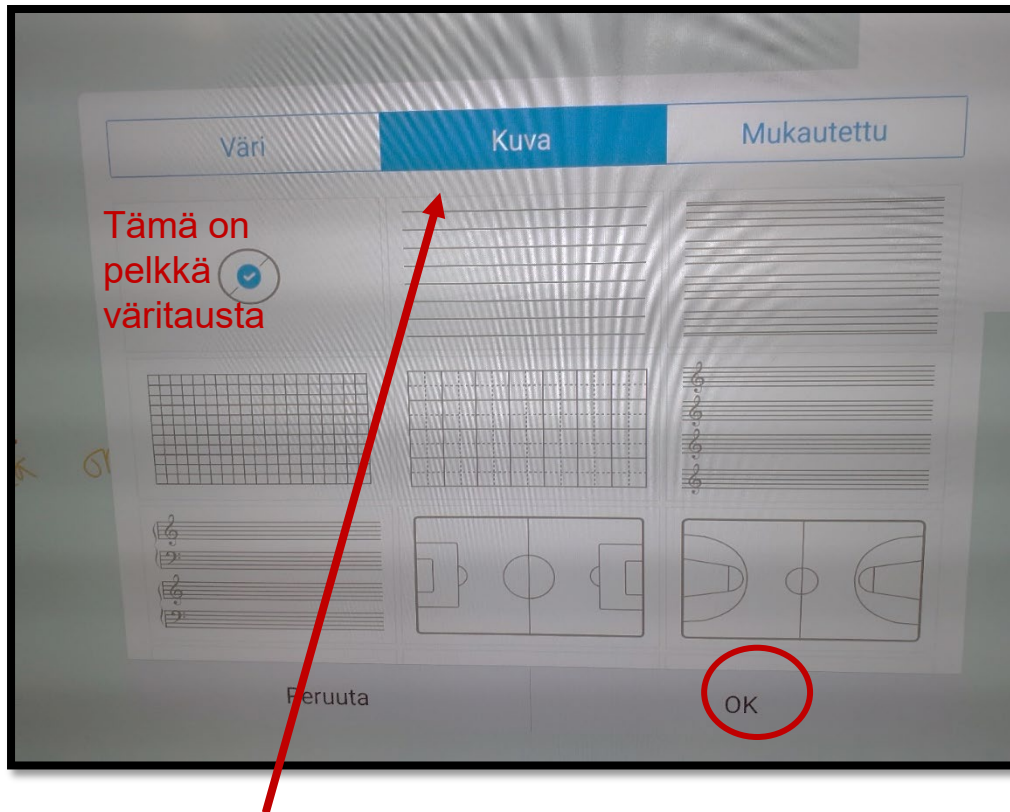 Väri
Kuva
Mukautettu
Tämä on
pelkkä
väritausta
Peruuta
OK